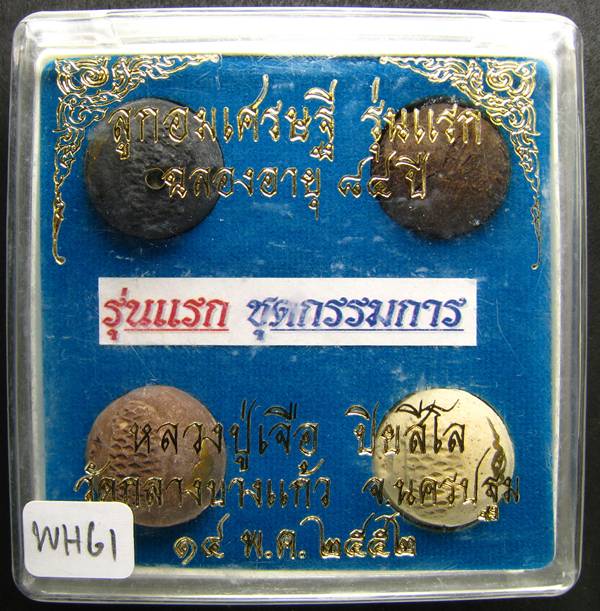 ลูกอมเศรษฐี รุ่นแรก
ฉลองอายุ ๘๔ ปี
รุ่นแรก ชุดกรรมการ
หลวงปู่เจือ ปิยสีโล
วัดกลางบางแก้ว จ.นครปฐม
๑๔ พ.ค. ๒๕๕๒
WHG1